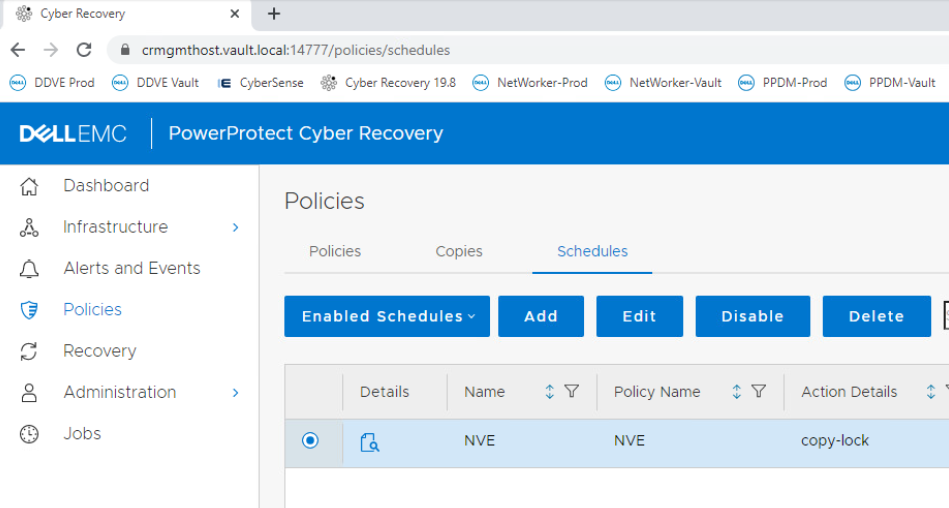 Cyber Recovery
crmgmthost.vault.local:14777/policies/schedules
DDVE Prod DDVE Vault CyberSense Cyber Recovery 19.8 NetWorker-Prod NetWorker-Vault PPDM-Prod PPDM-Vault
DELLEMC PowerProtect Cyber Recovery
Dashboard
Infrastructure
Alerts and Events
Policies
Recovery
Administration
Jobs
Policies
Policies Copies Schedules
Enabled Schedules Add Edit Disable Delete
Details Name Policy Name Action Details
NVE NVE copy-lock